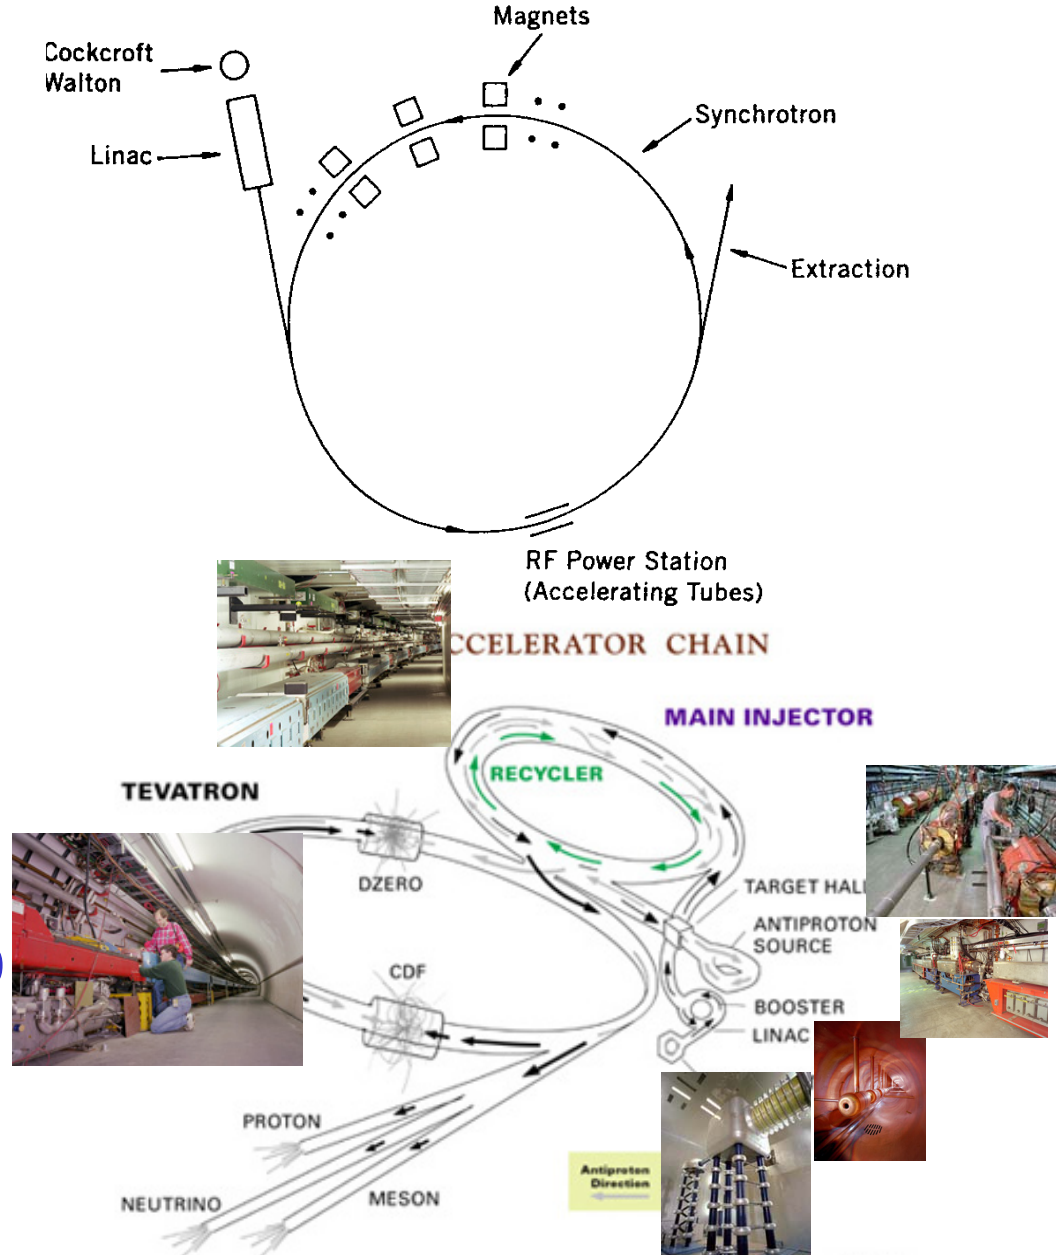 Magnets
Cockcroft
Walton
Synchrotron
Linac
Extraction
RF Power Station
(Accelerating Tubes)
CCELERATOR CHAIN
MAIN INJECTOR
RECYCLER
TEVATRON
DZERO
TARGET HALL
ANTIPROTON
SOURCE
CDF
BOOSTER
LINAC
PROTON
Antiproton
Direction
NEUTRINO
MESON